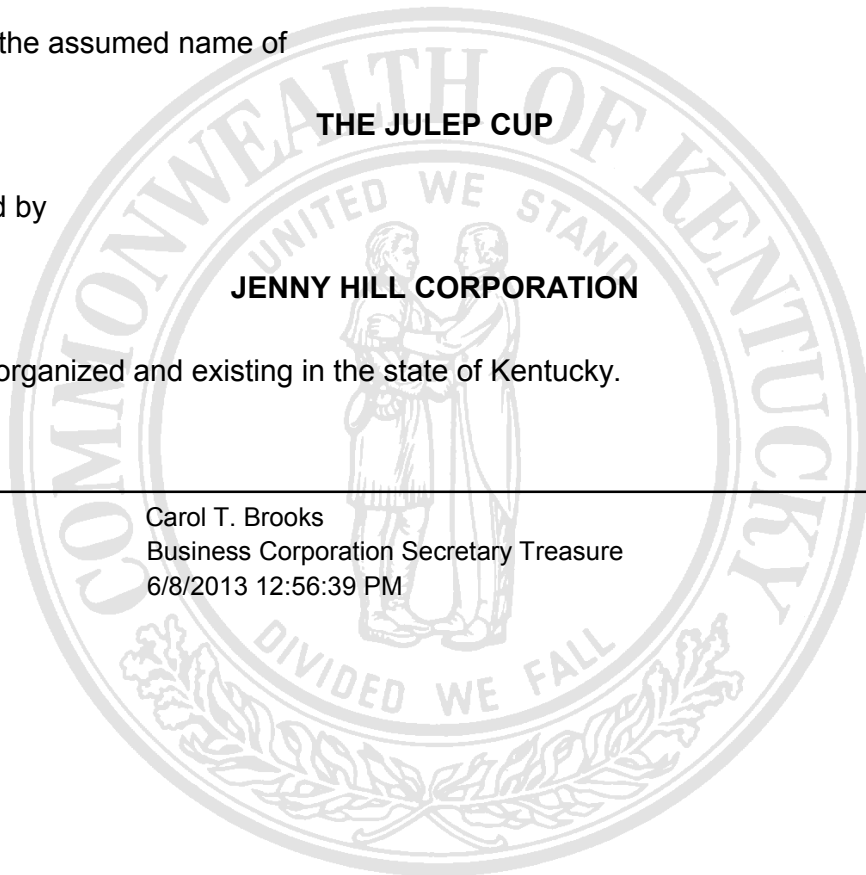 the assumed name of
THE JULEP CUP
d by
JENNY HILL CORPORATION
organized and existing in the state of Kentucky.
Carol T. Brooks
Business Corporation Secretary Treasure
6/8/2013 12:56:39 PM
COMMONWEALTH OF KENTUCKY
UNITED WE STAND
DIVIDED WE FALL